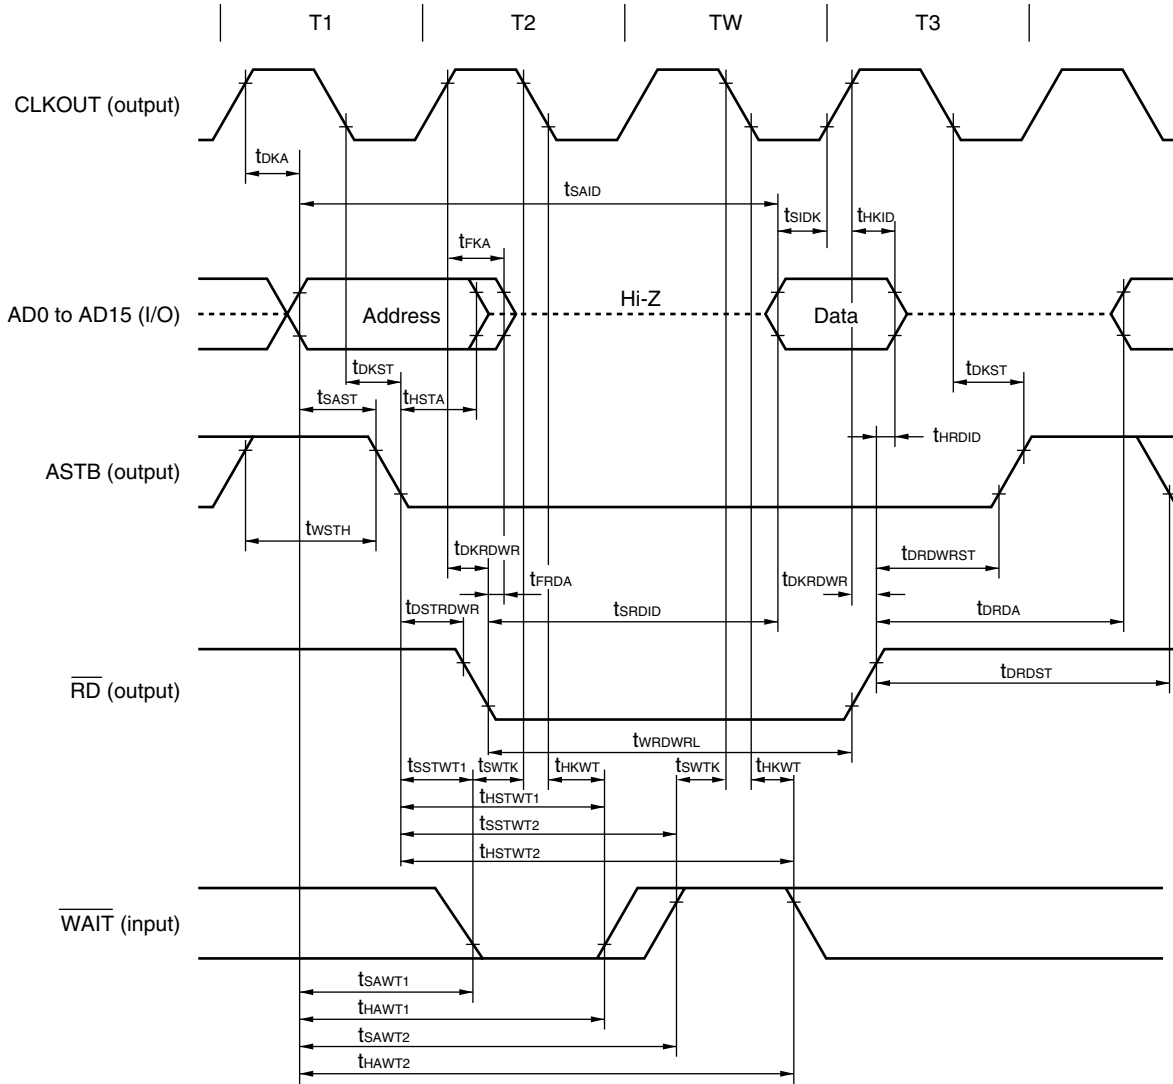 T1 T2 TW T3
CLKOUT (output)
tDKA
tSAID
tSIDK tHKID
tFKA
Hi-Z
AD0 to AD15 (I/O)
Address
Data
tDKST tDKST
tSAST tHSTA
tHRDID
ASTB (output)
tWSTH
tDKRDWR tDRDWRST
tFRDA tDKRDWR
tDSTRDWR tSRDID tDRDA
RD (output)
tDRDST
tWRDWRL
tSSTWT1 tSWTK tHKWT tSWTK tHKWT
tHSTWT1
tSSTWT2
tHSTWT2
WAIT (input)
tSAWT1
tHAWT1
tSAWT2
tHAWT2